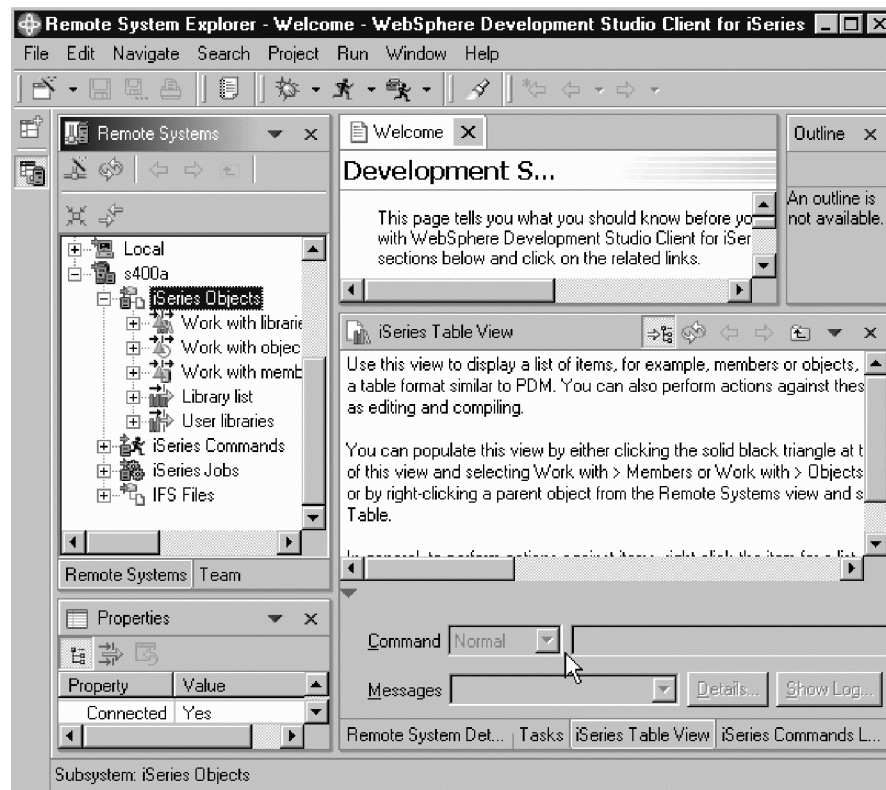 Remote System Explorer - Welcome - WebSphere Development Studio Client for iSeries
File Edit Navigate Search Project Run Window Help
Remote Systems
Local
s400a
iSeries Objects
Work with librarie
Work with objec
Work with memb
Library list
User libraries
iSeries Commands
iSeries Jobs
IFS Files
Remote Systems Team
Properties
Property Value
Connected Yes
Welcome
Development S...
This page tells you what you should know before yo
with WebSphere Development Studio Client for iSer
sections below and click on the related links.
Outline
An outline is
not available.
iSeries Table View
Use this view to display a list of items, for example, members or objects,
a table format similar to PDM. You can also perform actions against thes
as editing and compiling.
You can populate this view by either clicking the solid black triangle at t
of this view and selecting Work with > Members or Work with > Objects
or by right-clicking a parent object from the Remote Systems view and s
Table.
Command Normal
Messages Details... Show Log...
Remote System Det... Tasks iSeries Table View iSeries Commands L...
Subsystem: iSeries Objects